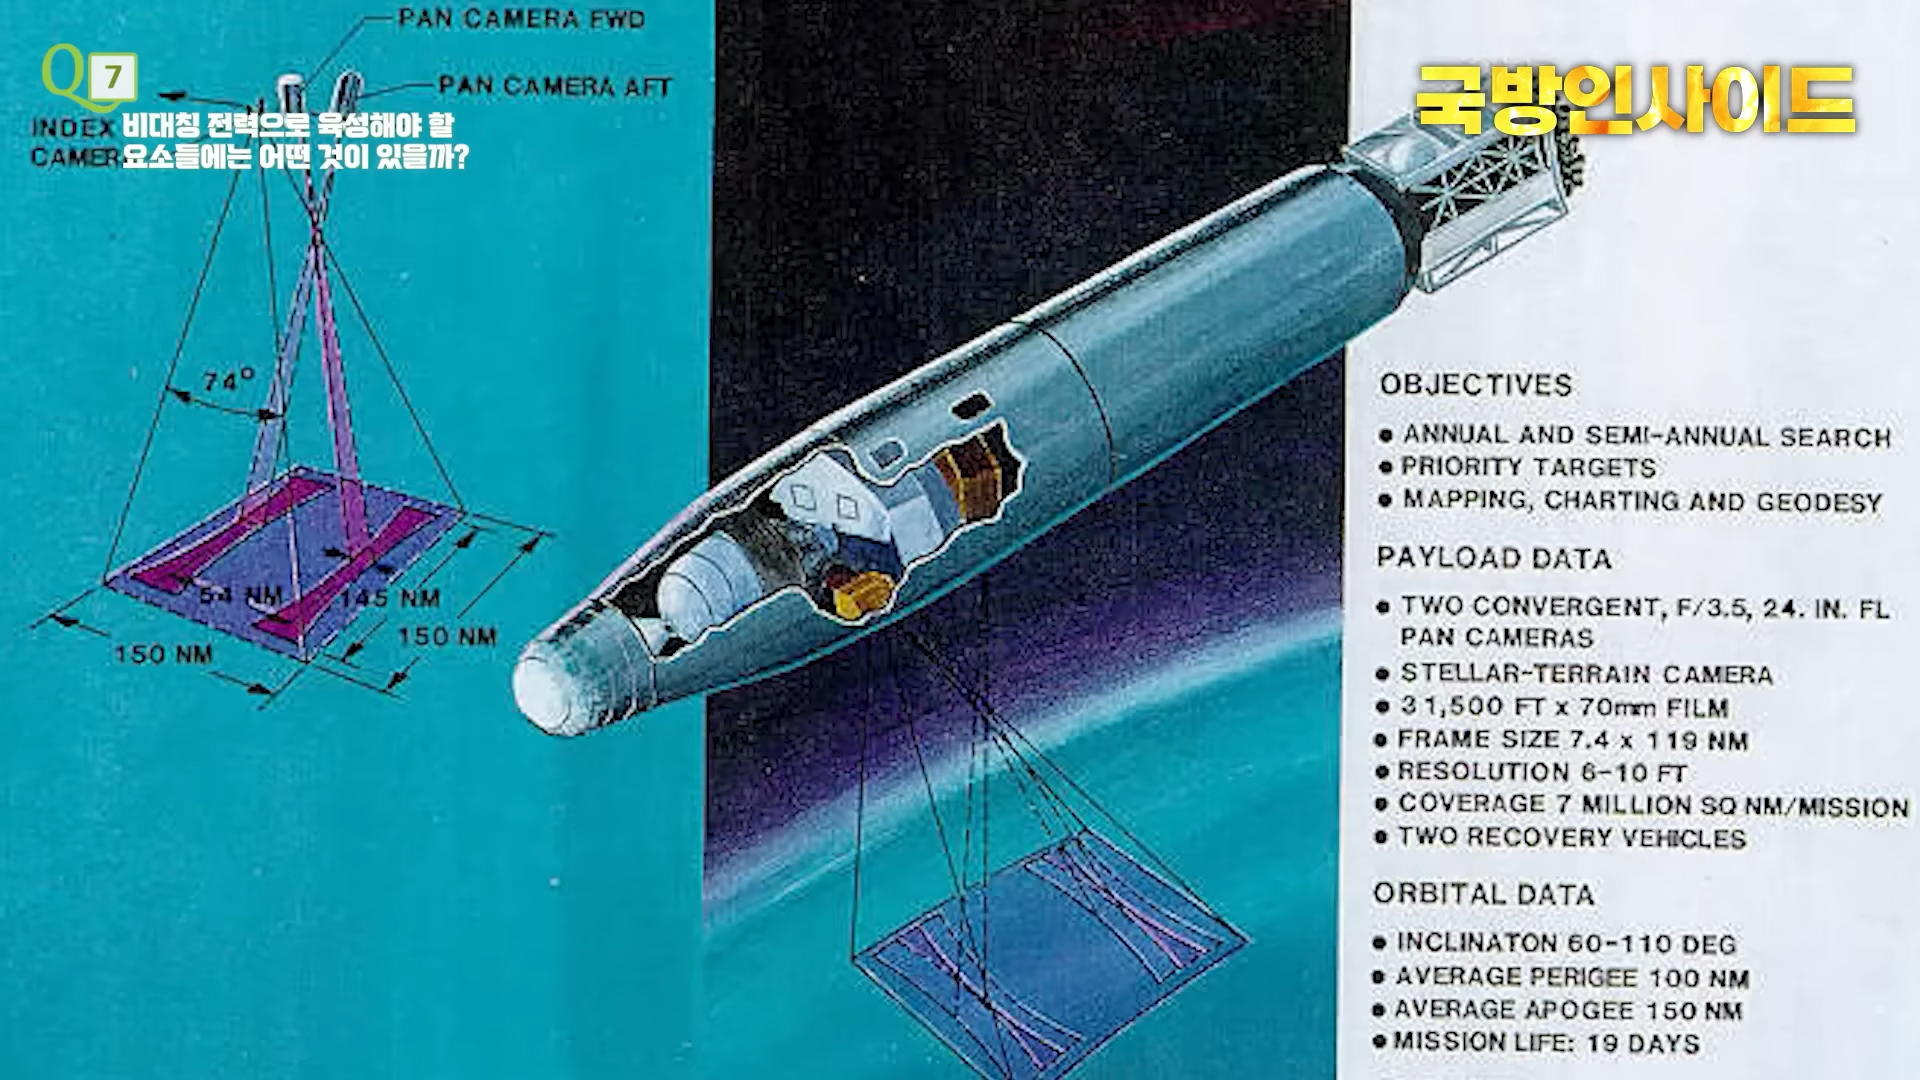 PAN CAMERA FWD
PAN CAMERA AFT
Q 7
INDEX
CAMER
비대칭 전력으로 육성해야 할
요소들에는 어떤 것이 있을까?
국방인사이드
74°
54 NM
145 NM
150 NM
150 NM
OBJECTIVES
● ANNUAL AND SEMI-ANNUAL SEARCH
● PRIORITY TARGETS
● MAPPING, CHARTING AND GEODESY
PAYLOAD DATA
● TWO CONVERGENT, F/3.5, 24. IN. FL
PAN CAMERAS
● STELLAR-TERRAIN CAMERA
● 31,500 FT x 70mm FILM
● FRAME SIZE 7.4 x 119 NM
● RESOLUTION 6-10 FT
● COVERAGE 7 MILLION SQ NM/MISSION
● TWO RECOVERY VEHICLES
ORBITAL DATA
● INCLINATON 60-110 DEG
● AVERAGE PERIGEE 100 NM
● AVERAGE APOGEE 150 NM
● MISSION LIFE: 19 DAYS